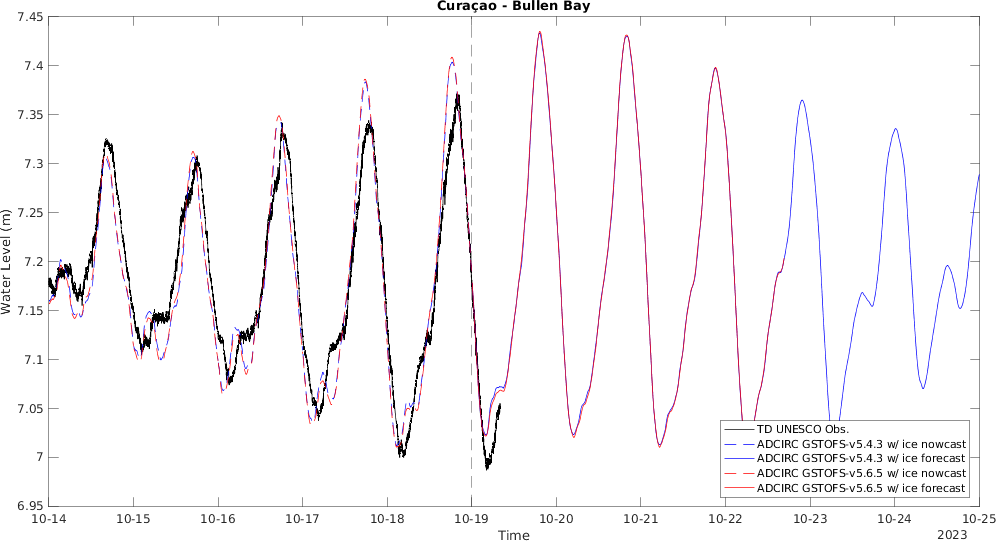 Curaçao - Bullen Bay
Water Level (m)
7.45
7.4
7.35
7.3
7.25
7.2
7.15
7.1
7.05
7
6.95
TD UNESCO Obs.
ADCIRC GSTOFS-v5.4.3 w/ ice nowcast
ADCIRC GSTOFS-v5.4.3 w/ ice forecast
ADCIRC GSTOFS-v5.6.5 w/ ice nowcast
ADCIRC GSTOFS-v5.6.5 w/ ice forecast
10-14 10-15 10-16 10-17 10-18 10-19 10-20 10-21 10-22 10-23 10-24 10-25
Time
2023